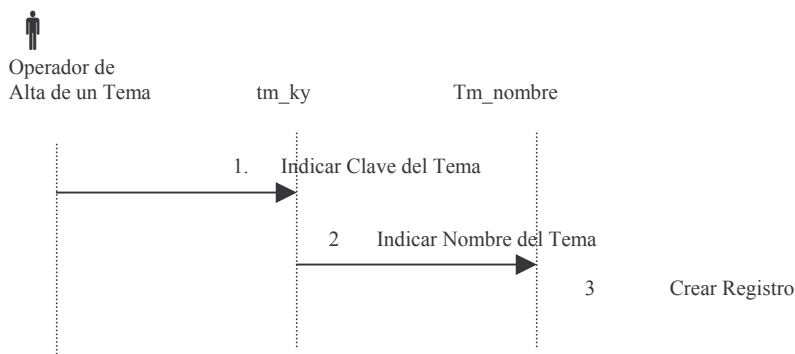 Operador de
Alta de un Tema
tm_ky
Tm_nombre
1. Indicar Clave del Tema
2 Indicar Nombre del Tema
3 Crear Registro